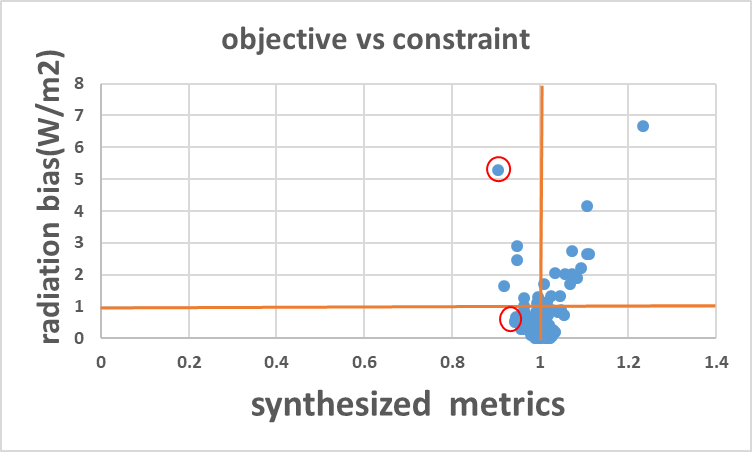 objective vs constraint
radiation bias(W/m2)
8
7
6
5
4
3
2
1
0
0 0.2 0.4 0.6 0.8 1 1.2 1.4
synthesized metrics